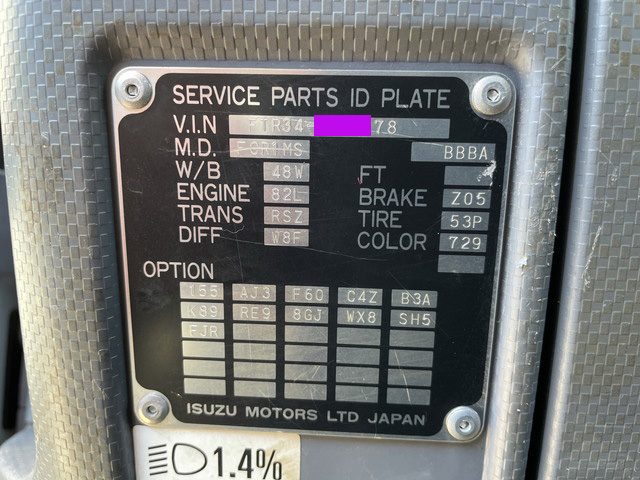 SERVICE PARTS ID PLATE
V.I.N FTR34- 78
M.D. FOR1MS BBBA
W/B 48W FT
ENGINE 82L BRAKE Z05
TRANS RSZ TIRE 53P
DIFF W8F COLOR 729
OPTION
155 AJ3 F60 C4Z B3A
KS9 RE9 8GJ WX8 SH5
FJR
ISUZU MOTORS LTD JAPAN
1.4%